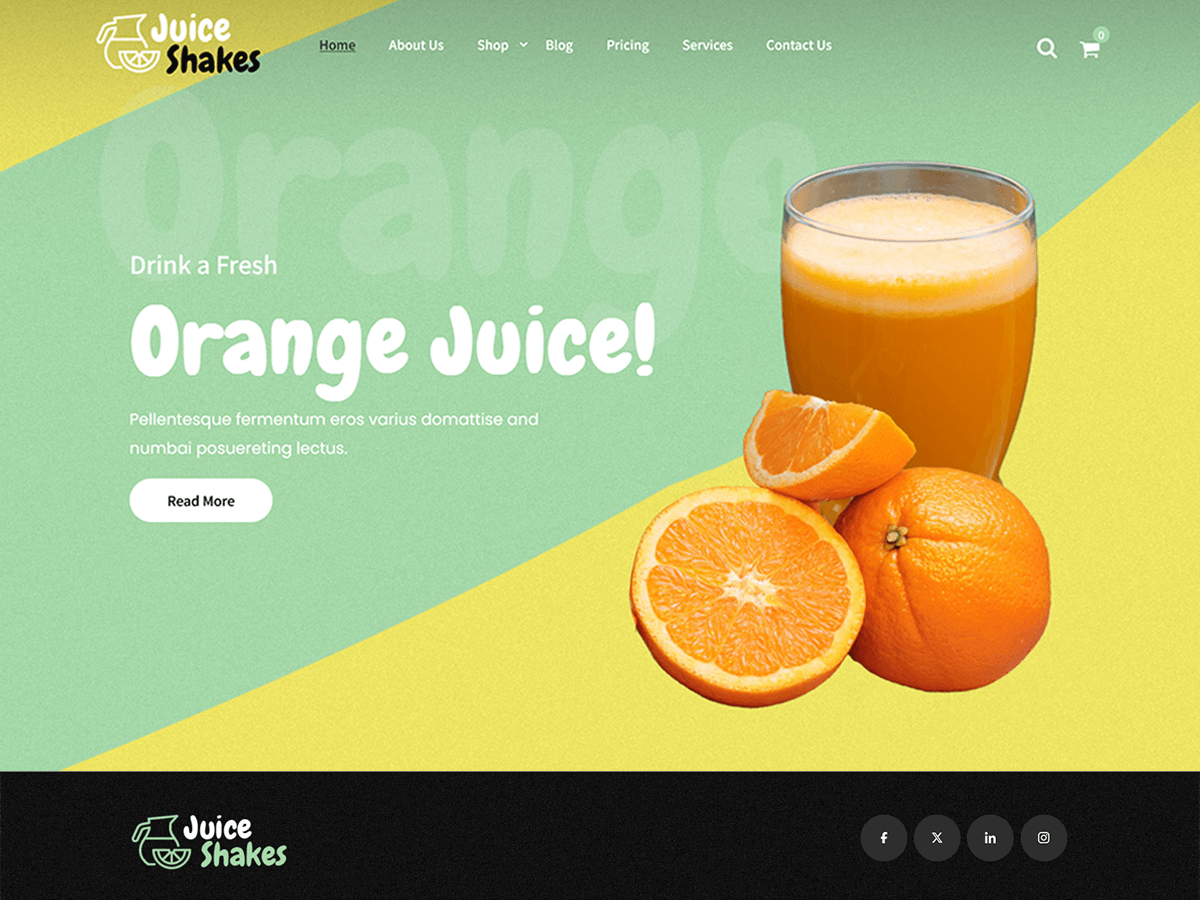 Juice
Shakes
Home About Us Shop Blog Pricing Services Contact Us
0
Orange
Drink a Fresh
Orange Juice!
Pellentesque fermentum eros varius domattise and
numbai posuereting lectus.
Read More
Juice
Shakes